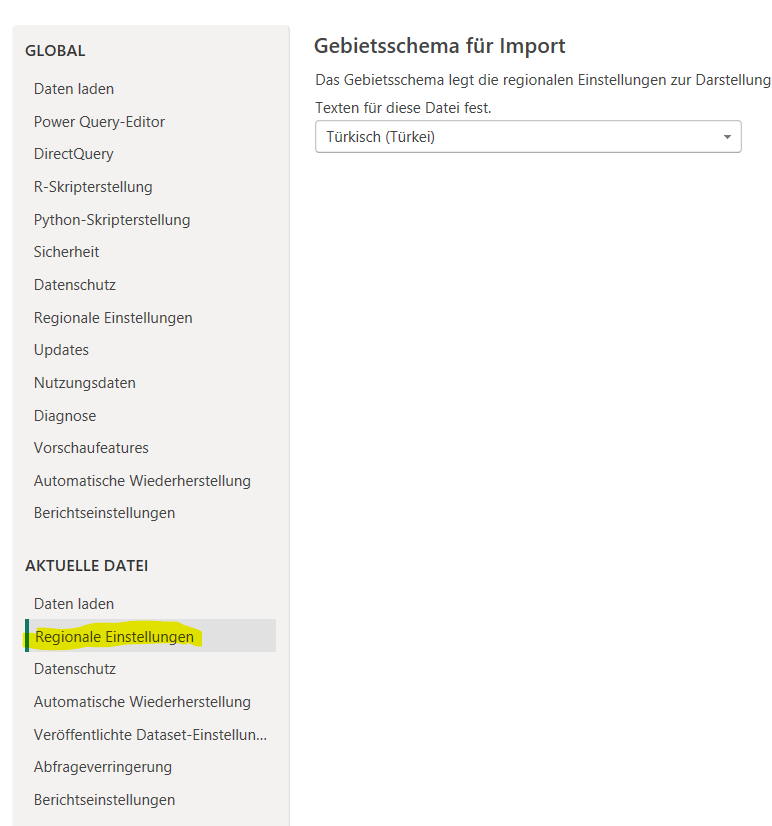 GLOBAL
Daten laden
Power Query-Editor
DirectQuery
R-Skripterstellung
Python-Skripterstellung
Sicherheit
Datenschutz
Regionale Einstellungen
Updates
Nutzungsdaten
Diagnose
Vorschaufeatures
Automatische Wiederherstellung
Berichtseinstellungen
AKTUELLE DATEI
Daten laden
Regionale Einstellungen
Datenschutz
Automatische Wiederherstellung
Veröffentlichte Dataset-Einstellun...
Abfrageverringerung
Berichtseinstellungen
Gebietsschema für Import
Das Gebietsschema legt die regionalen Einstellungen zur Darstellung
Texten für diese Datei fest.
Türkisch (Türkei)